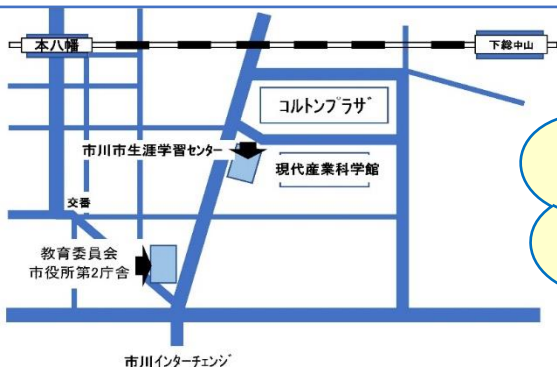 本八幡
下総中山
コルトンプラザ
市川市生涯学習センター
現代産業科学館
交番
教育委員会
市役所第2庁舎
市川インターチェンジ